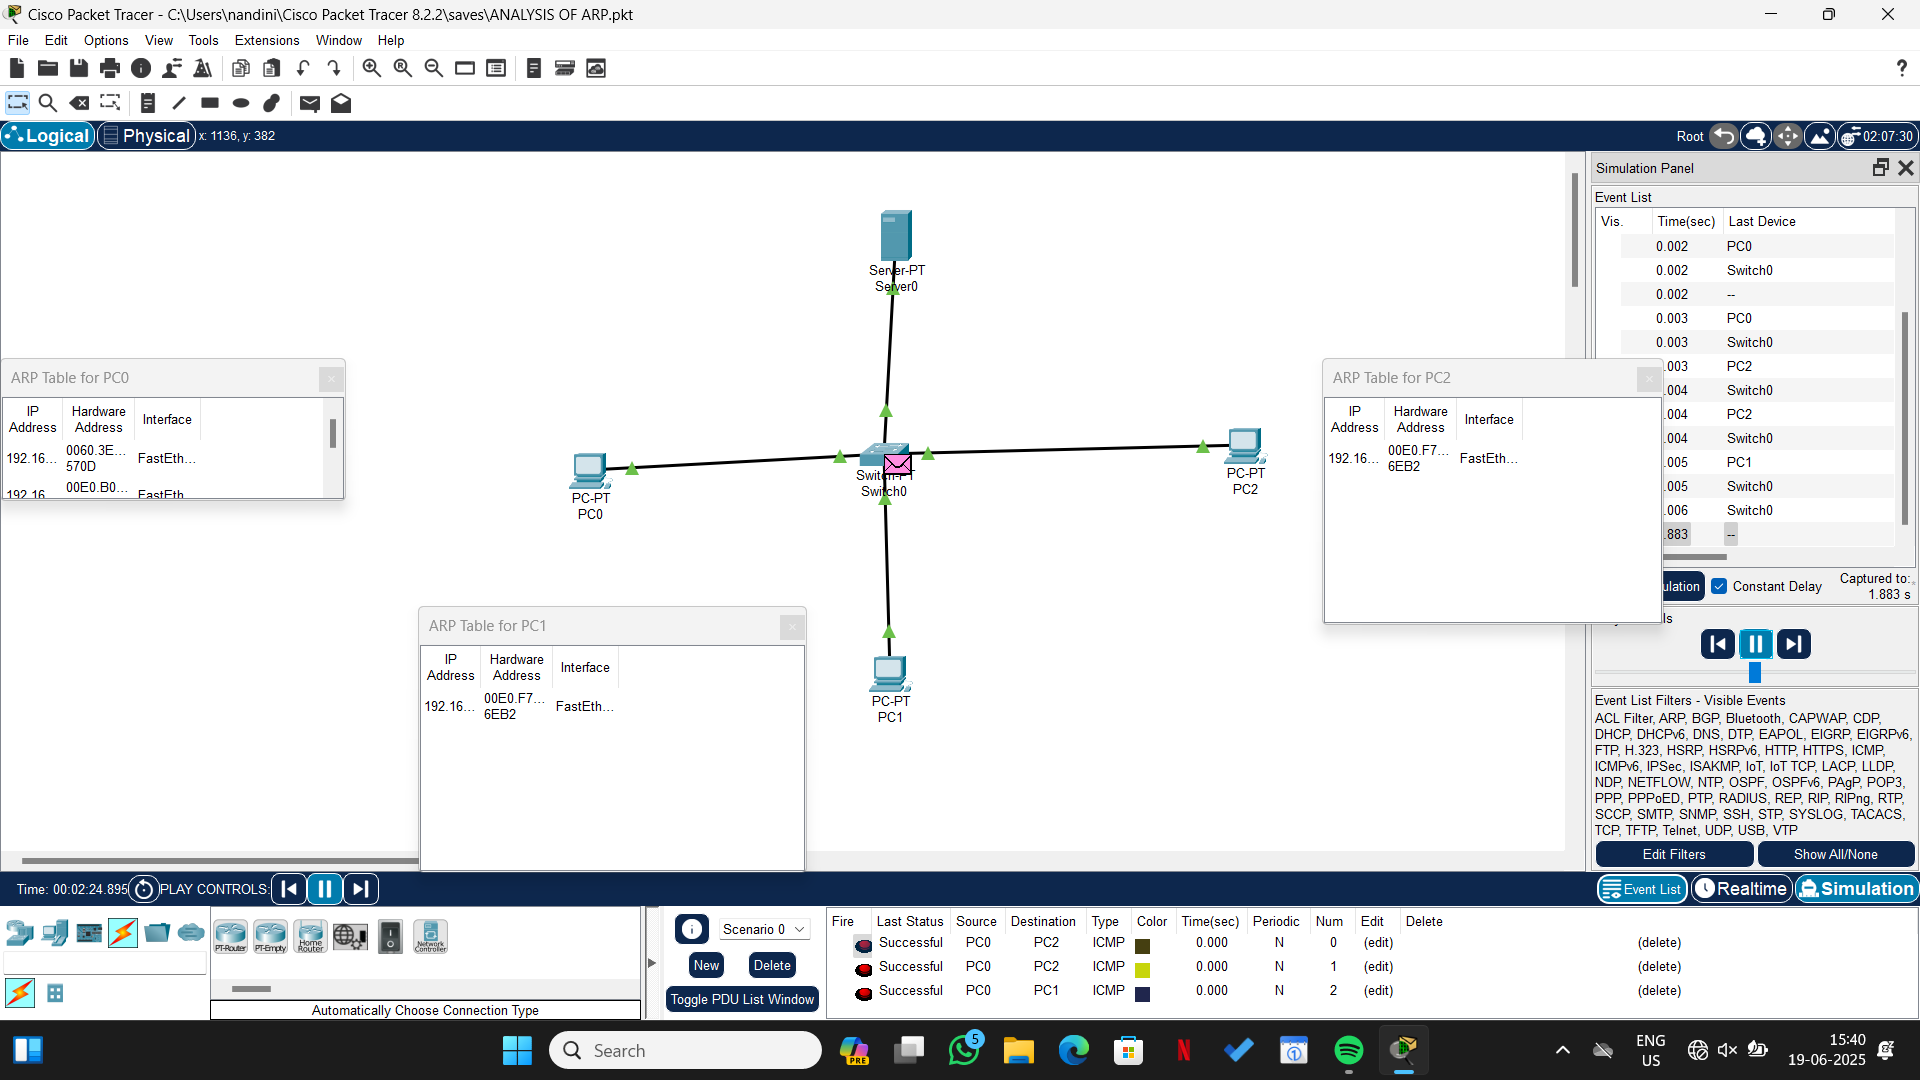 Cisco Packet Tracer - C:\Users\nandini\Cisco Packet Tracer 8.2.2\saves\ANALYSIS OF ARP.pkt
File Edit Options View Tools Extensions Window Help
Logical Physical x: 1136, y: 382
Root 02:07:30
Simulation Panel
Event List
Vis. Time(sec) Last Device
0.002 PC0
0.002 Switch0
0.002 --
0.003 PC0
0.003 Switch0
.003 PC2
.004 Switch0
.004 PC2
.004 Switch0
.005 PC1
.005 Switch0
.006 Switch0
.883 --
ulation Constant Delay Captured to:
1.883 s
Server-PT
Server0
Switch-PT
Switch0
PC-PT
PC0
PC-PT
PC2
PC-PT
PC1
ARP Table for PC0
IP Address Hardware Address Interface
192.16... 0060.3E... 570D FastEth...
192.16 00E0.B0... FastEth
ARP Table for PC1
IP Address Hardware Address Interface
192.16... 00E0.F7... 6EB2 FastEth...
ARP Table for PC2
IP Address Hardware Address Interface
192.16... 00E0.F7... 6EB2 FastEth...
Event List Filters - Visible Events
ACL Filter, ARP, BGP, Bluetooth, CAPWAP, CDP,
DHCP, DHCPv6, DNS, DTP, EAPOL, EIGRP, EIGRPv6,
FTP, H.323, HSRP, HSRPv6, HTTP, HTTPS, ICMP,
ICMPv6, IPSec, ISAKMP, IoT, IoT TCP, LACP, LLDP,
NDP, NETFLOW, NTP, OSPF, OSPFv6, PAgP, POP3,
PPP, PPPoED, PTP, RADIUS, REP, RIP, RIPng, RTP,
SCCP, SMTP, SNMP, SSH, STP, SYSLOG, TACACS,
TCP, TFTP, Telnet, UDP, USB, VTP
Edit Filters Show All/None
Time: 00:02:24.895 PLAY CONTROLS:
Event List Realtime Simulation
PT-Router PT-Empty Home Router Network Controller
Automatically Choose Connection Type
Scenario 0
New Delete
Toggle PDU List Window
Fire Last Status Source Destination Type Color Time(sec) Periodic Num Edit Delete
Successful PC0 PC2 ICMP 0.000 N 0 (edit) (delete)
Successful PC0 PC2 ICMP 0.000 N 1 (edit) (delete)
Successful PC0 PC1 ICMP 0.000 N 2 (edit) (delete)
Search
PRE
5
N
ENG
US
15:40
19-06-2025